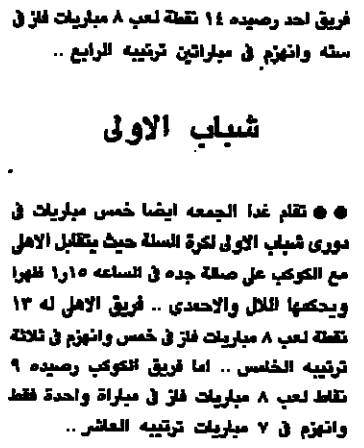 فريق احد رصيده ١٤ نقطة لعب ٨ مباريات فاز في
سته وانهزم في مباراتين ترتيبه الرابع ..
شباب الاولى
●● تقام غدا الجمعه ايضا خمس مباريات في
دورى شباب الاولى لكرة السلة حيث يتقابل الاهلى
مع الكوكب على صالة جده في الساعه ١٥ر١ ظهرا
ويحكمها اللال والاحمدى .. فريق الاهلى له ١٣
نقطة لعب ٨ مباريات فاز في خمس وانهزم في ثلاثة
ترتيبه الخامس .. اما فريق الكوكب رصيده ٩
نقاط لعب ٨ مباريات فاز في مباراة واحدة فقط
وانهزم في ٧ مباريات ترتيبه العاشر ..